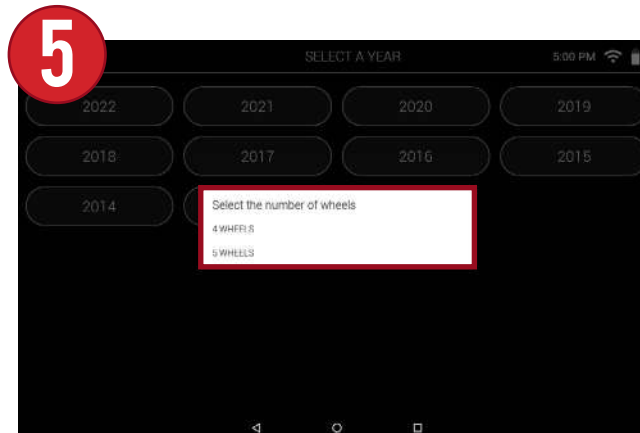 5
SELECT A YEAR 5:00 PM
2022 2021 2020 2019
2018 2017 2016 2015
2014
Select the number of wheels
4 WHEELS
5 WHEELS